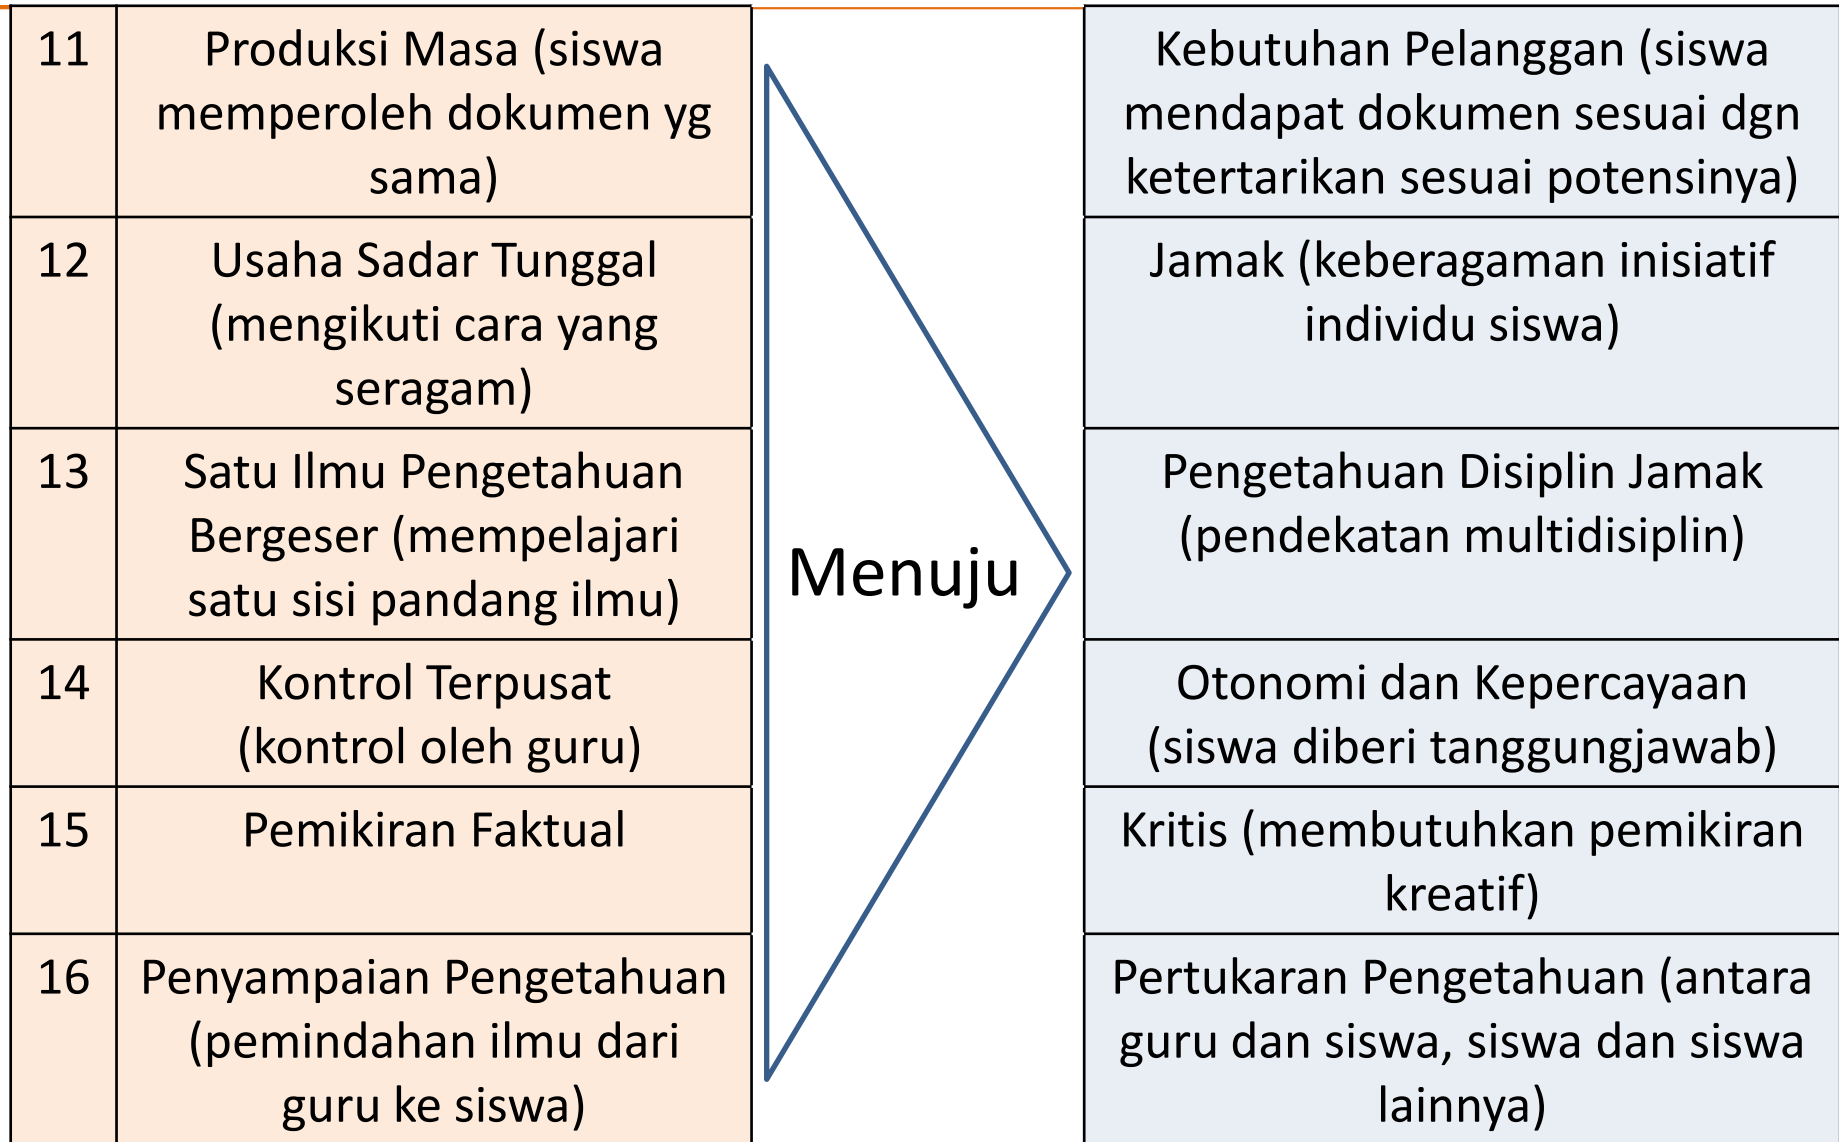 11
Produksi Masa (siswa
memperoleh dokumen yg
sama)
Kebutuhan Pelanggan (siswa
mendapat dokumen sesuai dgn
ketertarikan sesuai potensinya)
12
Usaha Sadar Tunggal
(mengikuti cara yang
seragam)
Jamak (keberagaman inisiatif
individu siswa)
13
Satu Ilmu Pengetahuan
Bergeser (mempelajari
satu sisi pandang ilmu)
Menuju
Pengetahuan Disiplin Jamak
(pendekatan multidisiplin)
14
Kontrol Terpusat
(kontrol oleh guru)
Otonomi dan Kepercayaan
(siswa diberi tanggungjawab)
15
Pemikiran Faktual
Kritis (membutuhkan pemikiran
kreatif)
16
Penyampaian Pengetahuan
(pemindahan ilmu dari
guru ke siswa)
Pertukaran Pengetahuan (antara
guru dan siswa, siswa dan siswa
lainnya)